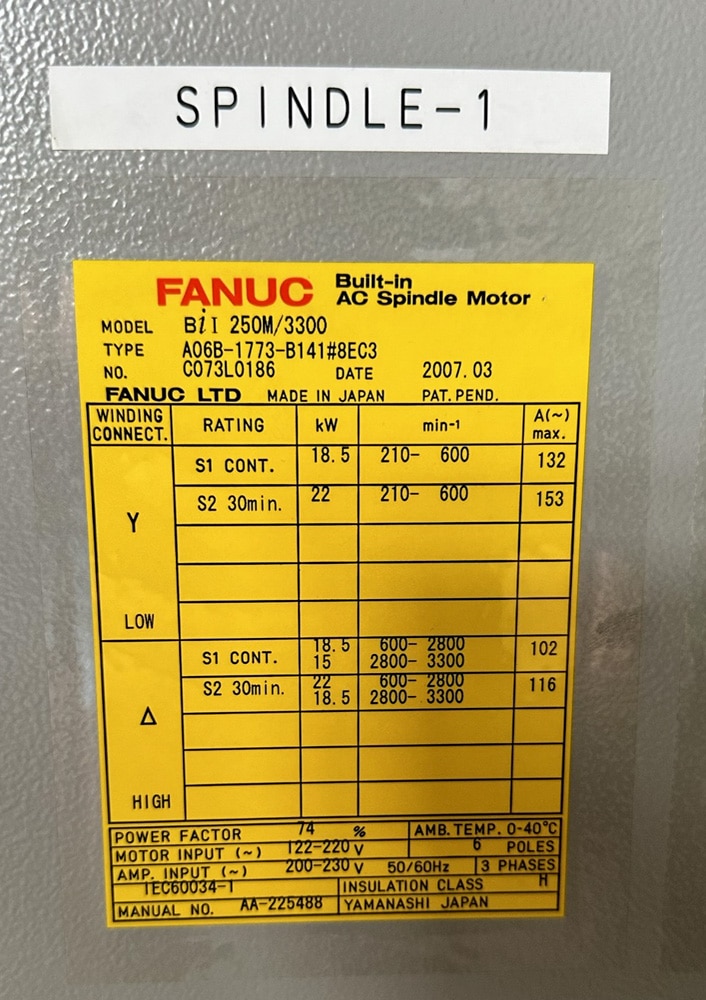 SPINDLE-1
FANUC Built-in AC Spindle Motor
MODEL BiI 250M/3300
TYPE A06B-1773-B141#8EC3
NO. C073L0186 DATE 2007.03
FANUC LTD MADE IN JAPAN PAT. PEND.
WINDING CONNECT. RATING kW min-1 A(~) max.
Y LOW
S1 CONT. 18.5 210- 600 132
S2 30min. 22 210- 600 153
Δ HIGH
S1 CONT. 18.5 600- 2800 102
15 2800- 3300
S2 30min. 22 600- 2800 116
18.5 2800- 3300
POWER FACTOR 74 % AMB. TEMP. 0-40°C
MOTOR INPUT (~) 122-220 V 6 POLES
AMP. INPUT (~) 200-230 V 50/60Hz 3 PHASES
IEC60034-1 INSULATION CLASS H
MANUAL NO. AA-225488 YAMANASHI JAPAN